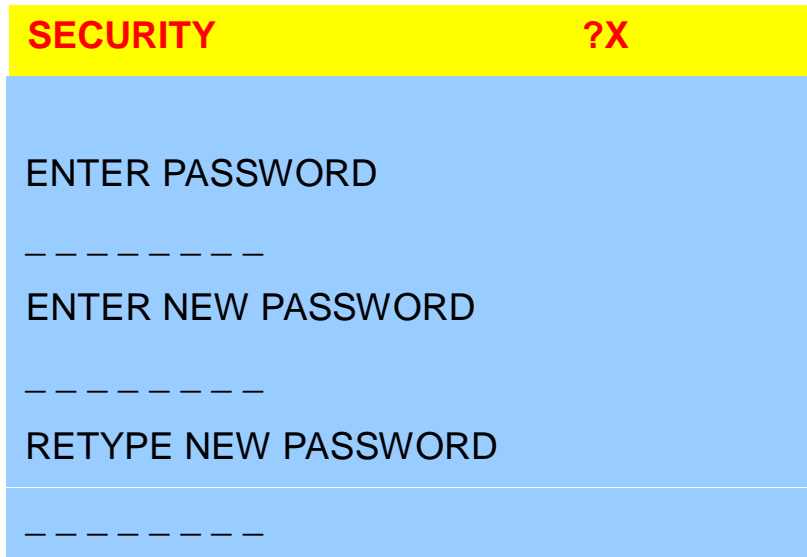 SECURITY ?X
ENTER PASSWORD
_ _ _ _ _ _ _ _
ENTER NEW PASSWORD
_ _ _ _ _ _ _ _
RETYPE NEW PASSWORD
_ _ _ _ _ _ _ _